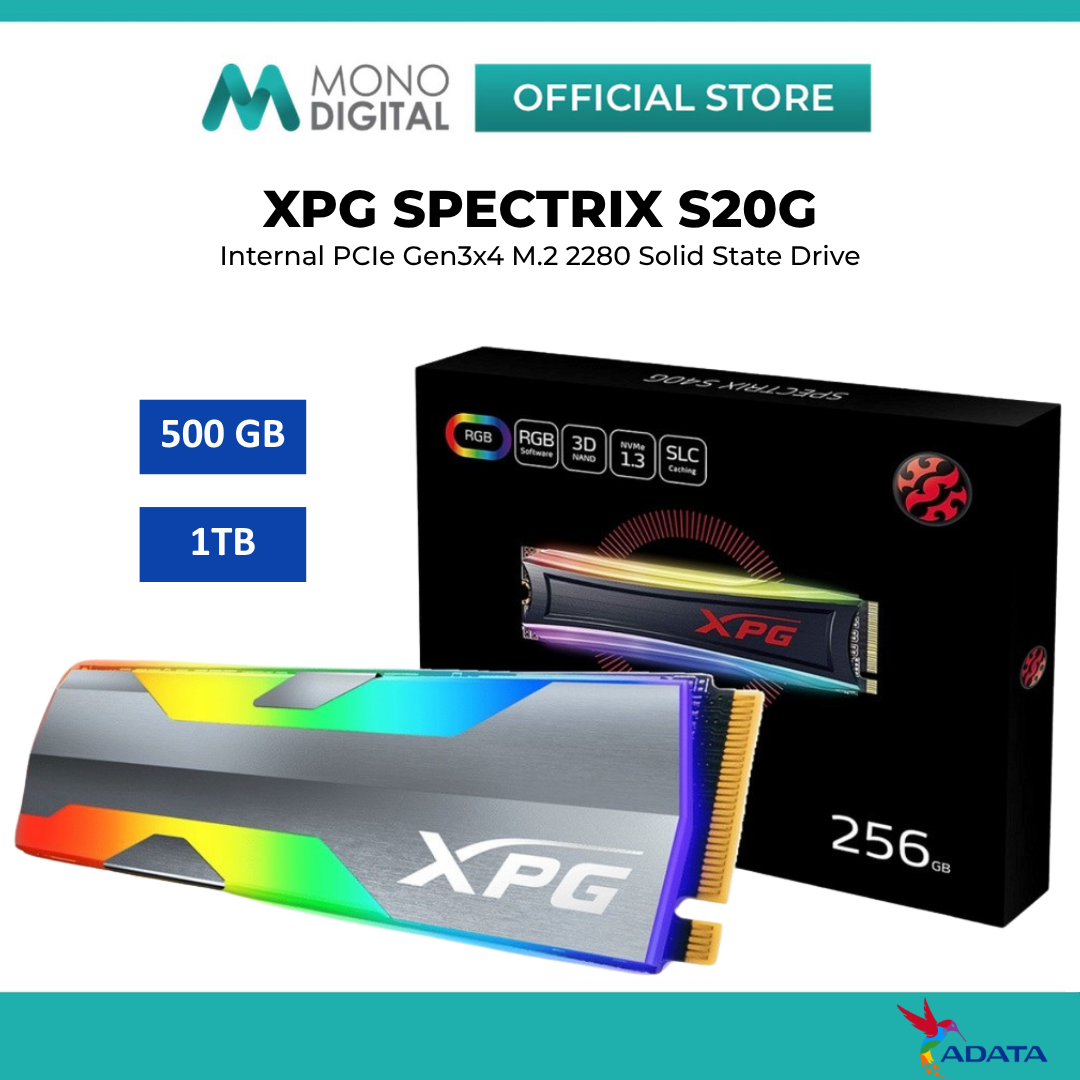 MONO
DIGITAL
OFFICIAL STORE
XPG SPECTRIX S20G
Internal PCIe Gen3x4 M.2 2280 Solid State Drive
500 GB
1TB
SPECTRIX S40G
RGB
RGB
Software
3D
NAND
NVMe
1.3
SLC
Caching
XPG
256GB
XPG
ADATA